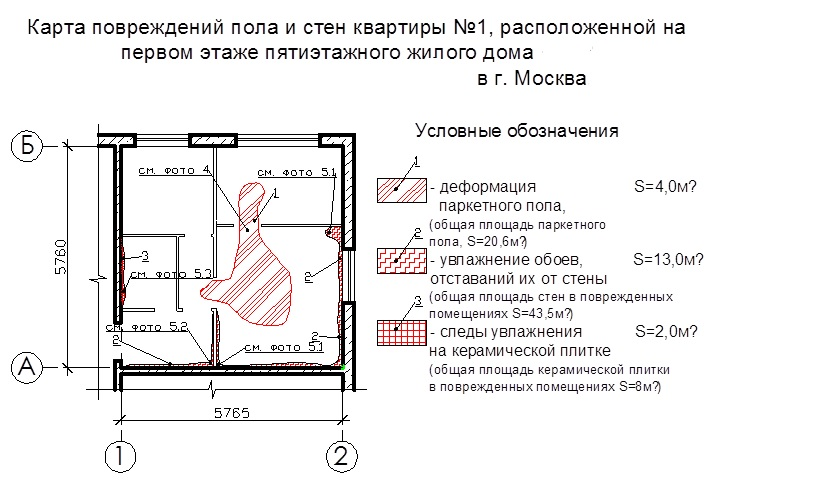 Карта повреждений пола и стен квартиры №1, расположенной на
первом этаже пятиэтажного жилого дома
в г. Москва
Условные обозначения
1
- деформация S=4,0м?
паркетного пола,
(общая площадь паркетного
пола, S=20,6м?)
2
- увлажнение обоев, S=13,0м?
отставаний их от стены
(общая площадь стен в поврежденных
помещениях S=43,5м?)
3
- следы увлажнения S=2,0м?
на керамической плитке
(общая площадь керамической плитки
в поврежденных помещениях S=8м?)
Б
см. фото 4
см. фото 5.1
1
3
2
см. фото 5.3
5760
см. фото 5.2
2
2
см. фото 5.1
А
5765
1
2